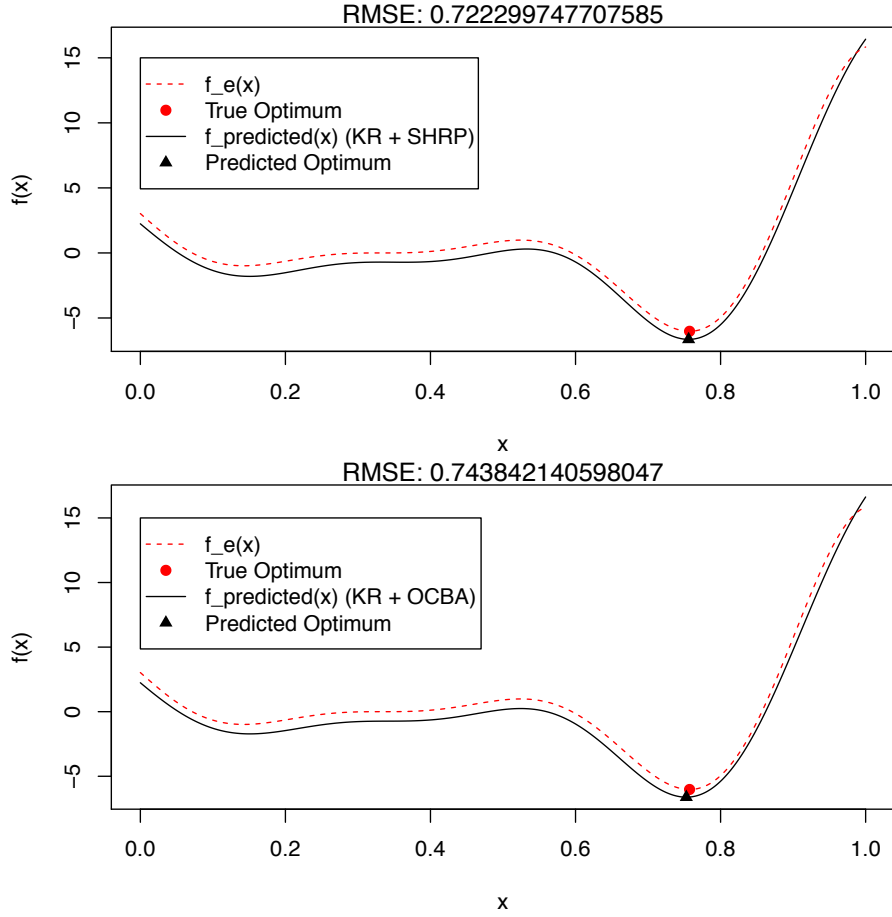 RMSE: 0.722299747707585
15
10
5
0
−5
f(x)
f_e(x)
True Optimum
f_predicted(x) (KR + SHRP)
Predicted Optimum
0.0 0.2 0.4 0.6 0.8 1.0
x
RMSE: 0.743842140598047
15
10
5
0
−5
f(x)
f_e(x)
True Optimum
f_predicted(x) (KR + OCBA)
Predicted Optimum
0.0 0.2 0.4 0.6 0.8 1.0
x